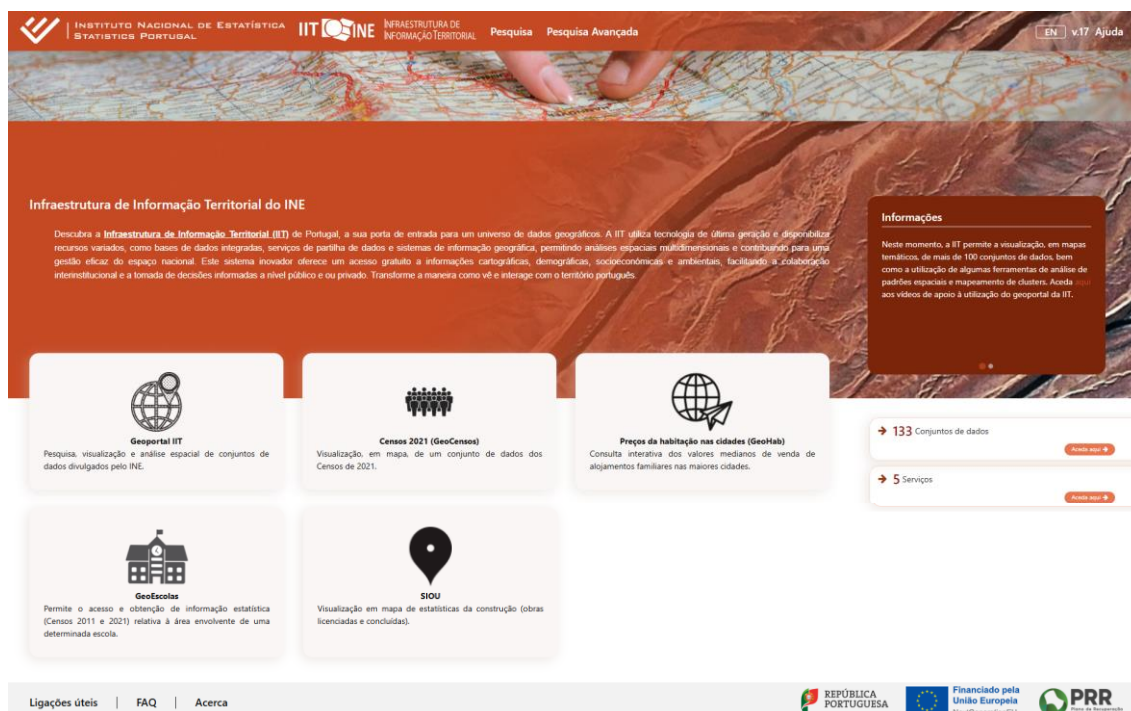 INSTITUTO NACIONAL DE ESTATÍSTICA
STATISTICS PORTUGAL
IIT INE
INFRAESTRUTURA DE
INFORMAÇÃO TERRITORIAL
Pesquisa
Pesquisa Avançada
EN
v.17
Ajuda
Infraestrutura de Informação Territorial do INE
Descubra a Infraestrutura de Informação Territorial (IIT) de Portugal, a sua porta de entrada para um universo de dados geográficos. A IIT utiliza tecnologia de última geração e disponibiliza
recursos variados, como bases de dados integradas, serviços de partilha de dados e sistemas de informação geográfica, permitindo análises espaciais multidimensionais e contribuindo para uma
gestão eficaz do espaço nacional. Este sistema inovador oferece um acesso gratuito a informações cartográficas, demográficas, socioeconómicas e ambientais, facilitando a colaboração
interinstitucional e a tomada de decisões informadas a nível público e ou privado. Transforme a maneira como vê e interage com o território português.
Informações
Neste momento, a IIT permite a visualização, em mapas
temáticos, de mais de 100 conjuntos de dados, bem
como a utilização de algumas ferramentas de análise de
padrões espaciais e mapeamento de clusters. Aceda aqui
aos vídeos de apoio à utilização do geoportal da IIT.
Geoportal IIT
Pesquisa, visualização e análise espacial de conjuntos de
dados divulgados pelo INE.
Censos 2021 (GeoCensos)
Visualização, em mapa, de um conjunto de dados dos
Censos de 2021.
Preços da habitação nas cidades (GeoHab)
Consulta interativa dos valores medianos de venda de
alojamentos familiares nas maiores cidades.
133 Conjuntos de dados
Aceda aqui
5 Serviços
Aceda aqui
GeoEscolas
Permite o acesso e obtenção de informação estatística
(Censos 2011 e 2021) relativa à área envolvente de uma
determinada escola.
SIOU
Visualização em mapa de estatísticas da construção (obras
licenciadas e concluídas).
Ligações úteis | FAQ | Acerca
REPÚBLICA
PORTUGUESA
Financiado pela
União Europeia
PRR